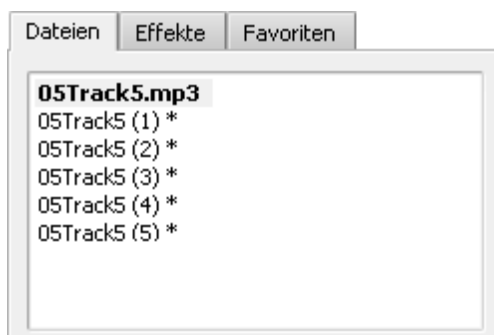 Dateien Effekte Favoriten
05Track5.mp3
05Track5 (1) *
05Track5 (2) *
05Track5 (3) *
05Track5 (4) *
05Track5 (5) *